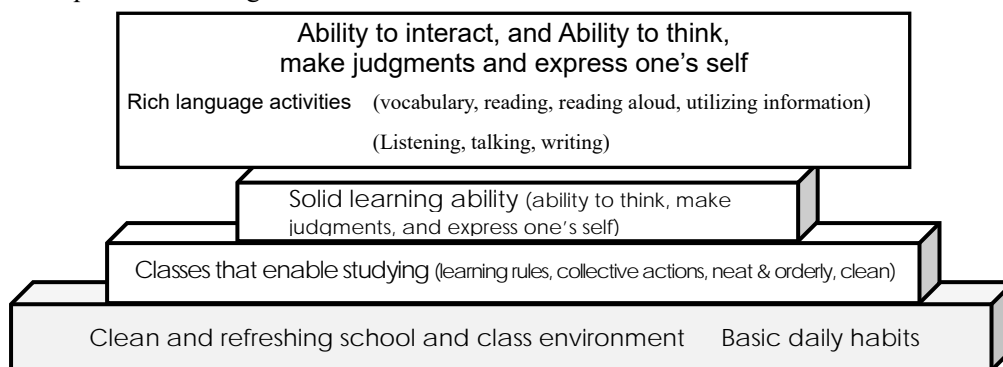 Ability to interact, and Ability to think,
make judgments and express one's self
Rich language activities (vocabulary, reading, reading aloud, utilizing information)
(Listening, talking, writing)
Solid learning ability (ability to think, make
judgments, and express one's self)
Classes that enable studying (learning rules, collective actions, neat & orderly, clean)
Clean and refreshing school and class environment Basic daily habits